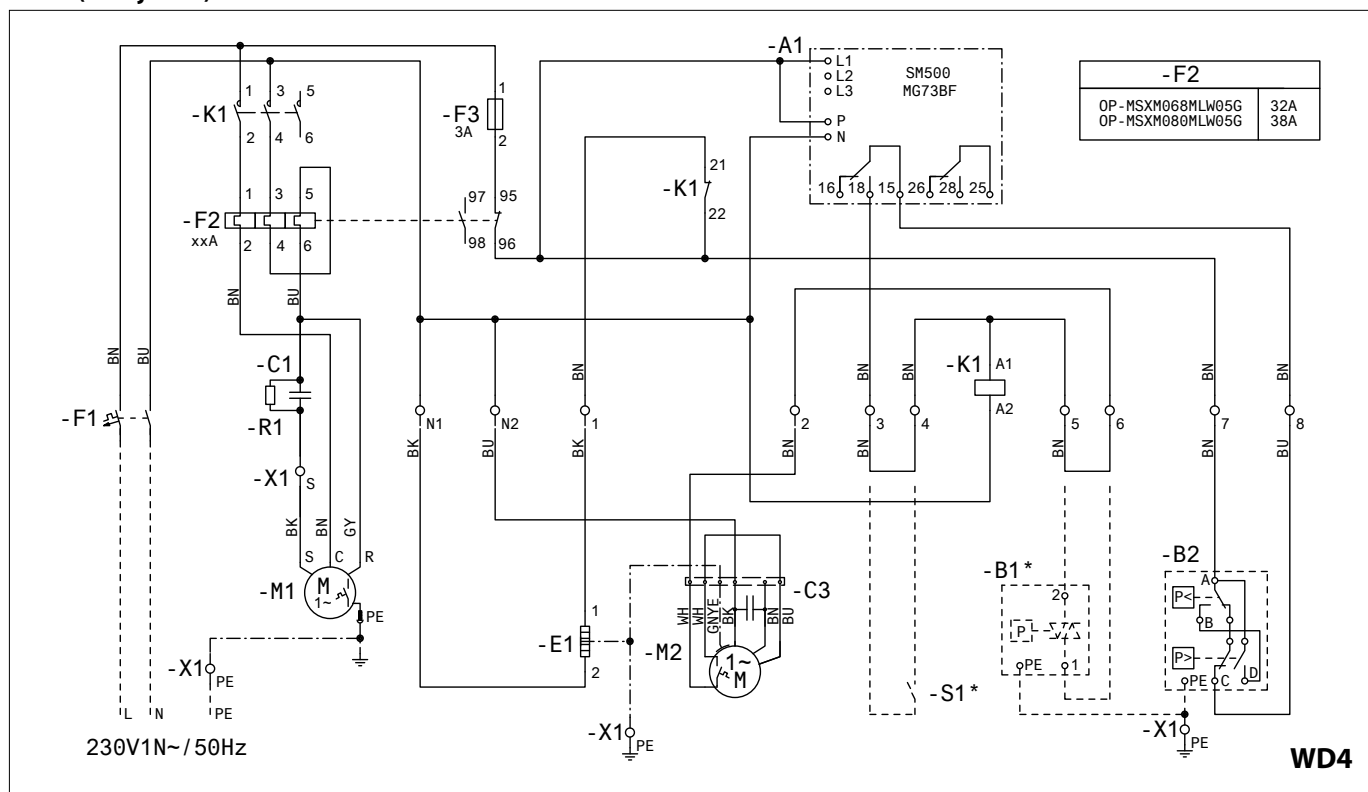 -A1
L1
L2
L3
P
N
SM500
MG73BF
16 18 15 26 28 25
-F2
OP-MSXM068MLW05G 32A
OP-MSXM080MLW05G 38A
1 3 5
-K1
2 4 6
1
-F3
3A
2
21
-K1
22
1 3 5
-F2
xxA
2 4 6
97 95
98 96
BN BU
BN BU
-F1
-C1
-R1
-X1
S
BK BN GY
S C R
-M1
M
1~
PE
-X1
PE
L N PE
230V1N~/50Hz
N1 N2 1 2 3 4 5 6 7 8
BN BN BN BN BN BN
-K1
A1
A2
BK BU BK BN BN BN BN BN BN BU
1
-E1
2
-X1
PE
-C3
WH WH GNYE BK BN BU
-M2
1~
M
-S1*
-B1*
2
P
PE 1
-B2
A
P<
B
P>
PE C D
-X1
PE
WD4